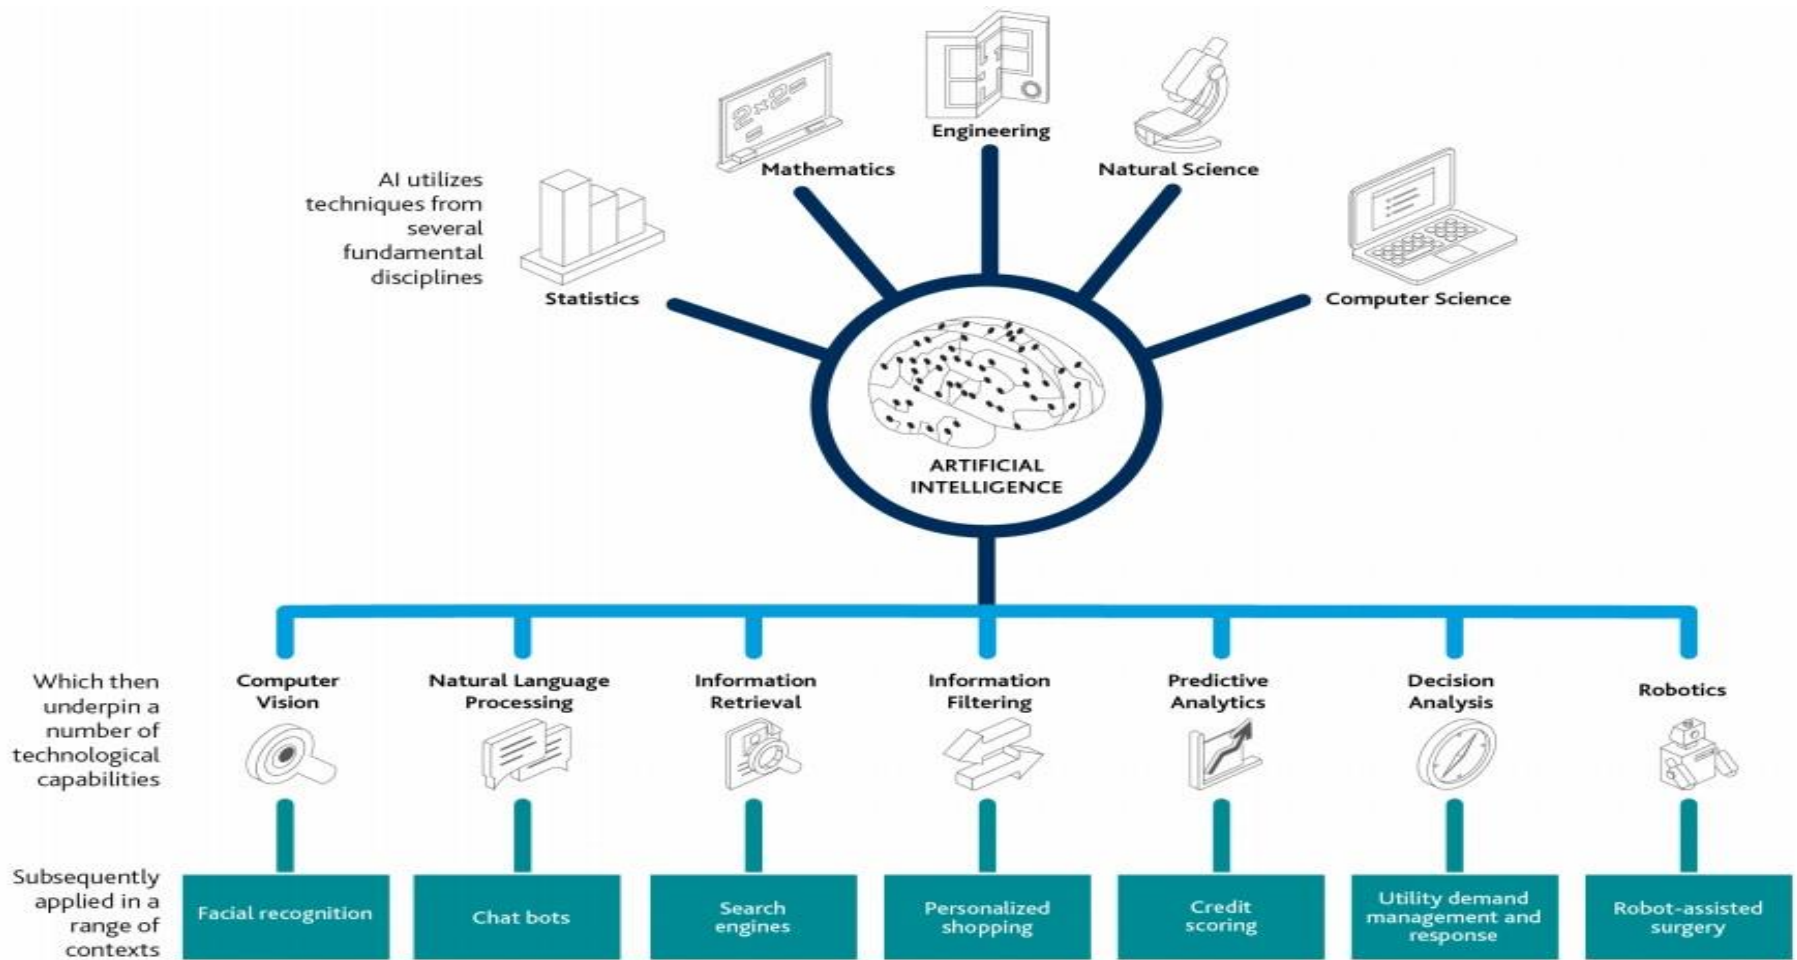 Engineering
Mathematics
Natural Science
2×2=
=
AI utilizes
techniques from
several
fundamental
disciplines
Statistics
Computer Science
ARTIFICIAL
INTELLIGENCE
Which then
underpin a
number of
technological
capabilities
Computer
Vision
Natural Language
Processing
Information
Retrieval
Information
Filtering
Predictive
Analytics
Decision
Analysis
Robotics
Subsequently
applied in a
range of
contexts
Facial recognition
Chat bots
Search
engines
Personalized
shopping
Credit
scoring
Utility demand
management and
response
Robot-assisted
surgery